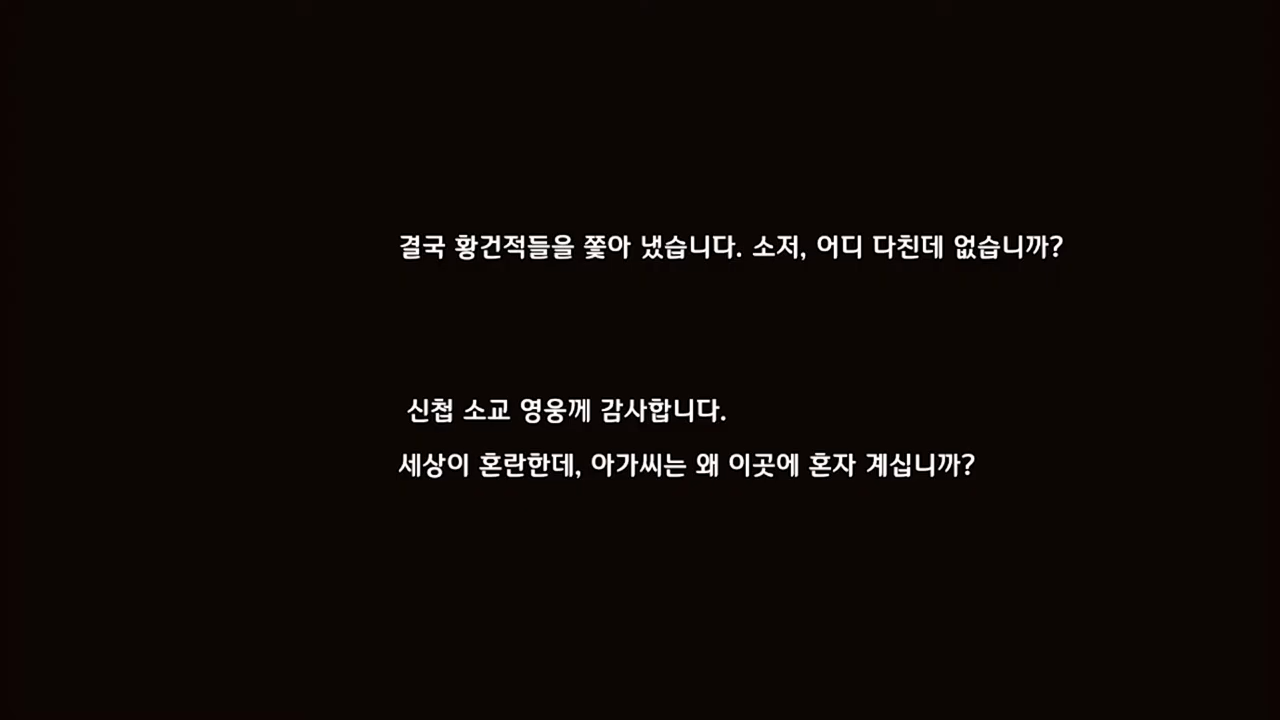 결국 황건적들을 쫓아 냈습니다. 소저, 어디 다친데 없습니까?
신첩 소교 영웅께 감사합니다.
세상이 혼란한데, 아가씨는 왜 이곳에 혼자 계십니까?